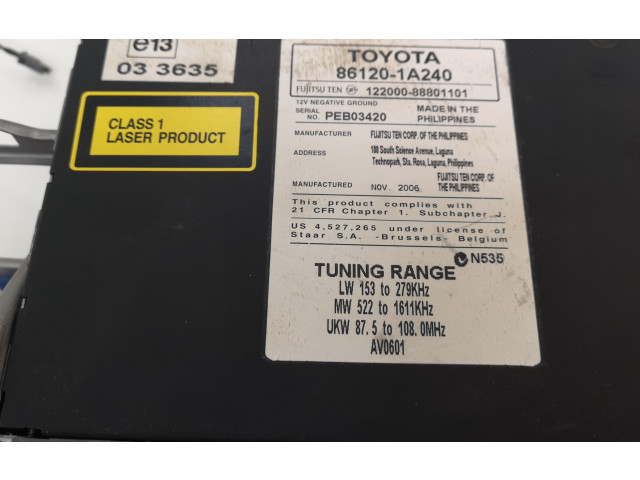 e13
03 3635
CLASS 1
LASER PRODUCT
TOYOTA
86120-1A240
FUJITSU TEN 122000-88801101
12V NEGATIVE GROUND
SERIAL NO. PEB03420
MADE IN THE PHILIPPINES
MANUFACTURER FUJITSU TEN CORP. OF THE PHILIPPINES
ADDRESS 108 South Science Avenue, Laguna
Technopark, Sta. Rosa, Laguna, Philippines
MANUFACTURED NOV. 2006 FUJITSU TEN CORP. OF THE PHILIPPINES
This product complies with
21 CFR Chapter 1. Subchapter J.
US 4,527,265 under license of
Staar S.A. -Brussels- Belgium
N535
TUNING RANGE
LW 153 to 279KHz
MW 522 to 1611KHz
UKW 87.5 to 108.0MHz
AV0601